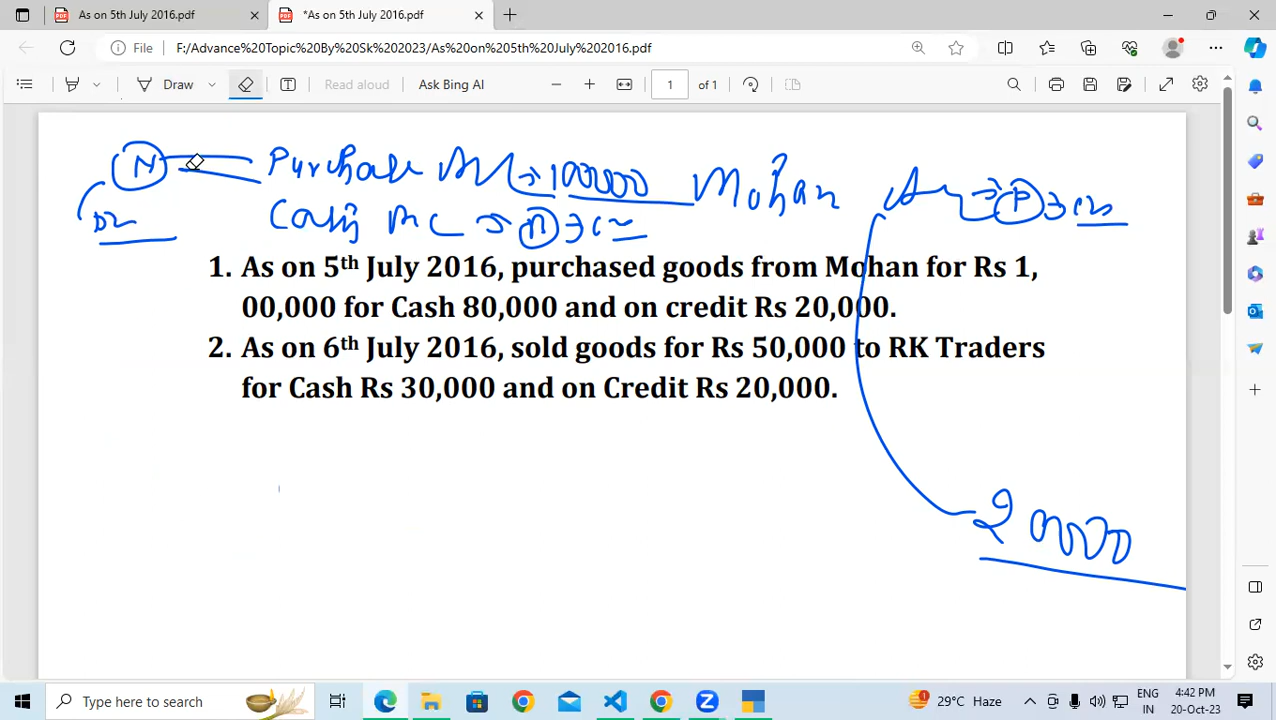 As on 5th July 2016.pdf
*As on 5th July 2016.pdf
File
F:/Advance%20Topic%20By%20Sk%202023/As%20on%205th%20July%202016.pdf
Draw
Read aloud
Ask Bing AI
1
of 1
N Purchase 100000 Mohan P
Dr Cash
1. As on 5th July 2016, purchased goods from Mohan for Rs 1,
00,000 for Cash 80,000 and on credit Rs 20,000.
2. As on 6th July 2016, sold goods for Rs 50,000 to RK Traders
for Cash Rs 30,000 and on Credit Rs 20,000.
20000
Type here to search
29°C Haze
ENG
IN
4:42 PM
20-Oct-23
1